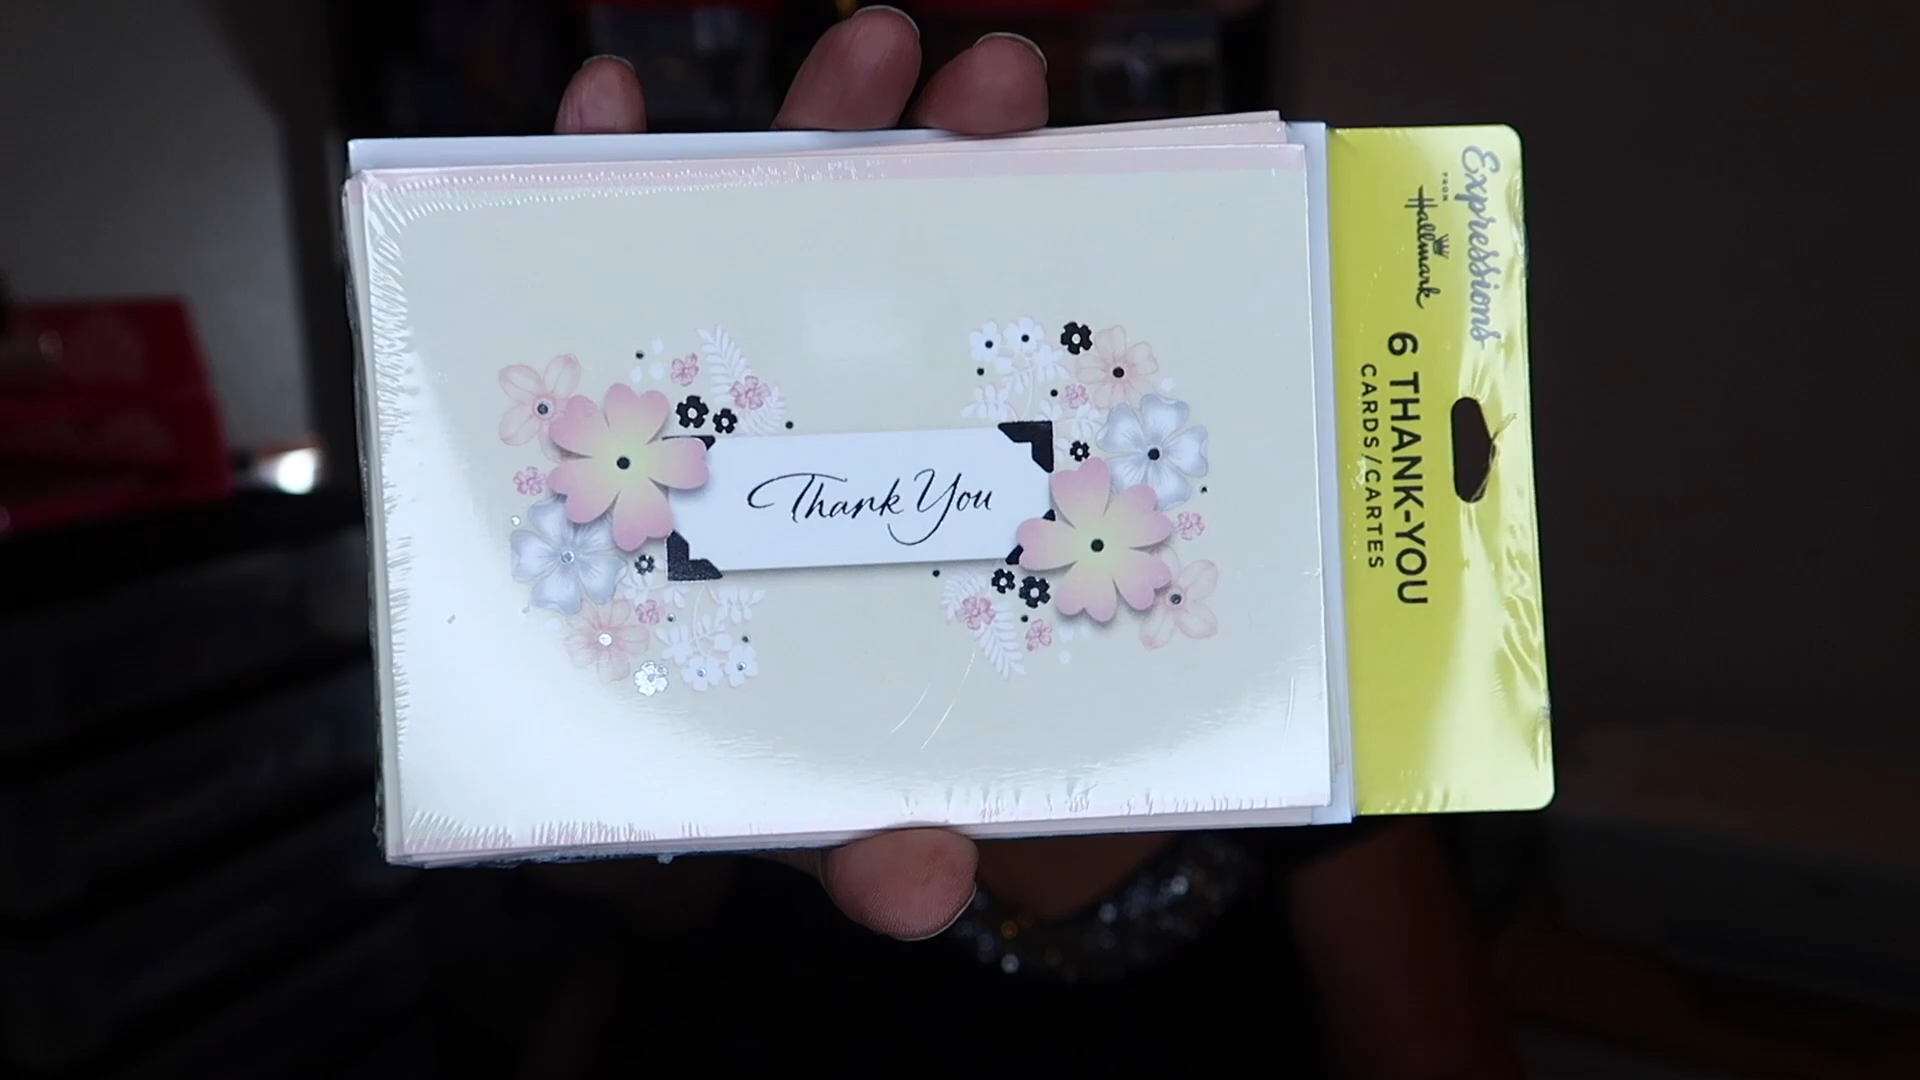 Thank You
Expressions
FROM
Hallmark
6 THANK-YOU
CARDS/CARTES